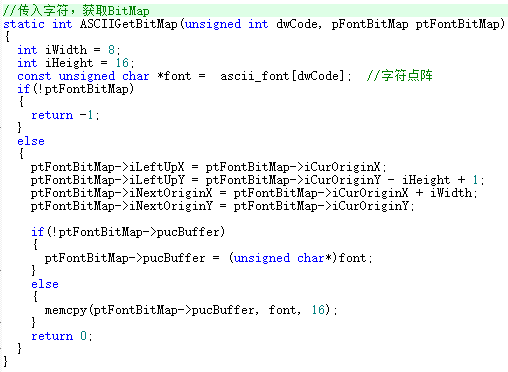 //传入字符，获取BitMap
static int ASCIIGetBitMap(unsigned int dwCode, pFontBitMap ptFontBitMap)
{
  int iWidth = 8;
  int iHeight = 16;
  const unsigned char *font =  ascii_font[dwCode];  //字符点阵
  if(!ptFontBitMap)
  {
    return -1;
  }
  else
  {
    ptFontBitMap->iLeftUpX = ptFontBitMap->iCurOriginX;
    ptFontBitMap->iLeftUpY = ptFontBitMap->iCurOriginY - iHeight + 1;
    ptFontBitMap->iNextOriginX = ptFontBitMap->iCurOriginX + iWidth;
    ptFontBitMap->iNextOriginY = ptFontBitMap->iCurOriginY;

    if(!ptFontBitMap->pucBuffer)
    {
      ptFontBitMap->pucBuffer = (unsigned char*)font;
    }
    else
    {
      memcpy(ptFontBitMap->pucBuffer, font, 16);
    }
    return 0;
  }
}